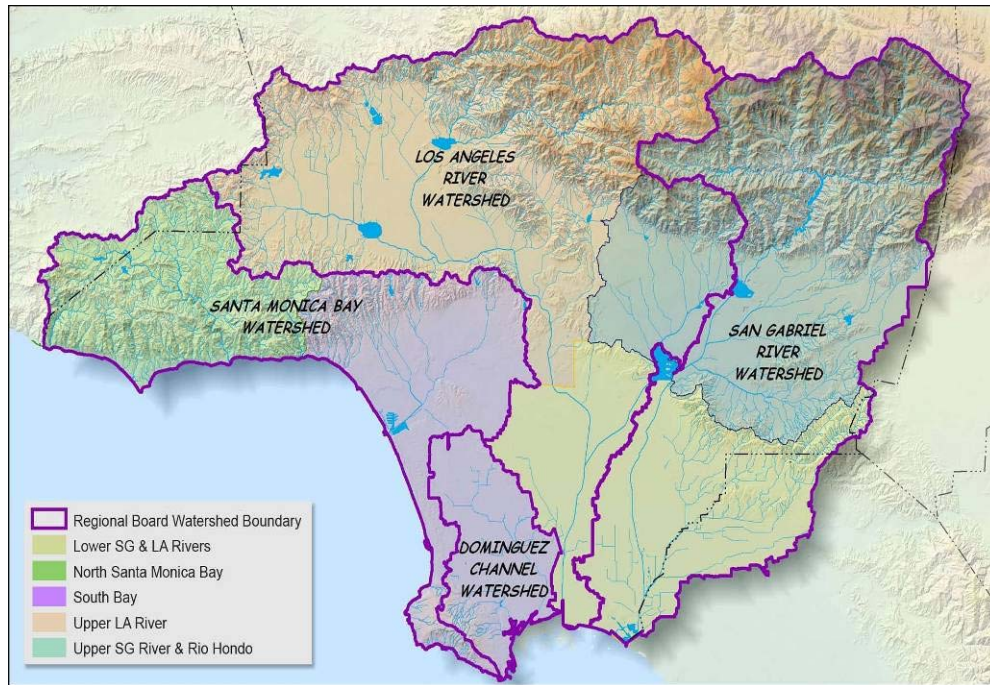 LOS ANGELES
RIVER
WATERSHED
SANTA MONICA BAY
WATERSHED
SAN GABRIEL
RIVER
WATERSHED
DOMINGUEZ
CHANNEL
WATERSHED
Regional Board Watershed Boundary
Lower SG & LA Rivers
North Santa Monica Bay
South Bay
Upper LA River
Upper SG River & Rio Hondo